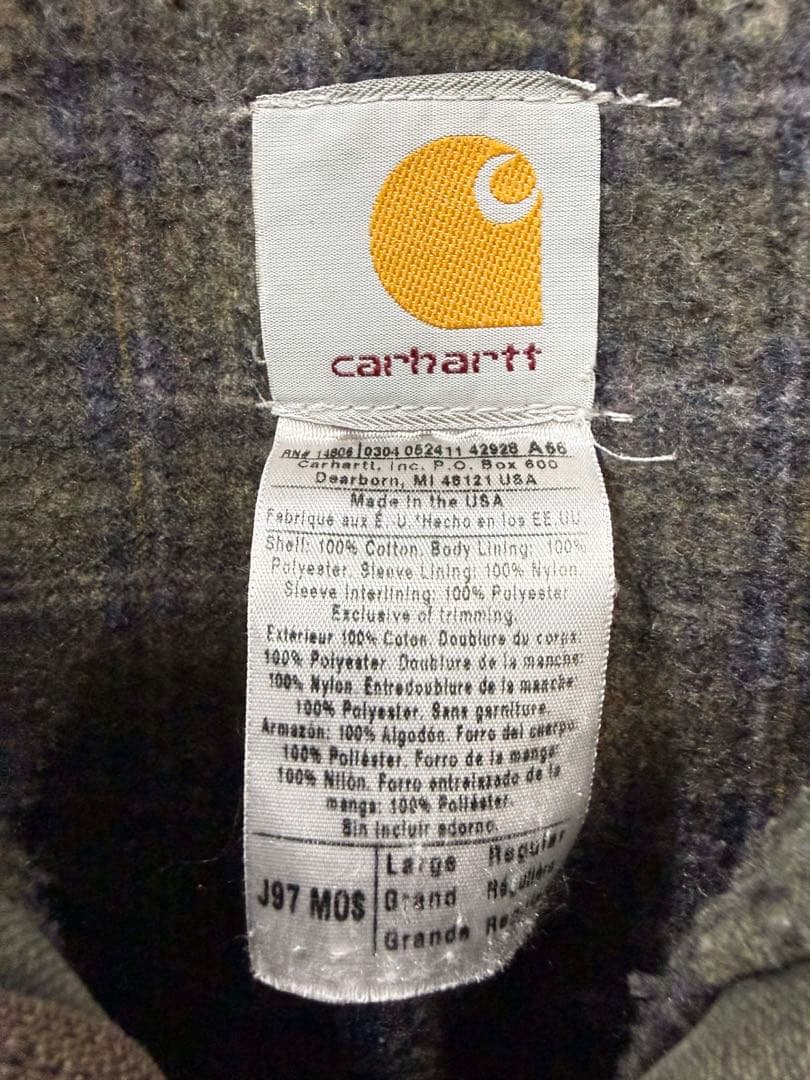 carhartt
RN# 14806 0304 052411 42928 A56
Carhartt, Inc. P.O. Box 600
Dearborn, MI 48121 USA
Made in the USA
Fabriqué aux É. U. Hecho en los EE.UU.
Shell: 100% Cotton. Body Lining: 100%
Polyester. Sleeve Lining: 100% Nylon.
Sleeve Interlining: 100% Polyester
Exclusive of trimming.
Extérieur 100% Coton. Doublure du corps:
100% Polyester. Doublure de la manche:
100% Nylon. Entredoublure de la manche:
100% Polyester. Sans garniture.
Armazón: 100% Algodón. Forro del cuerpo:
100% Poliéster. Forro de la manga:
100% Nilón. Forro entrelazado de la
manga: 100% Poliéster.
Sin incluir adorno.
J97 MOS
Large Regular
Grand Régulière
Grande